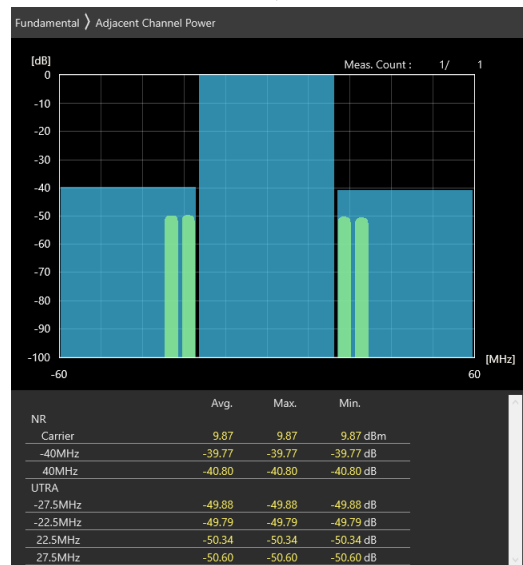 Fundamental 〉 Adjacent Channel Power
[dB]
Meas. Count : 1/ 1
0
-10
-20
-30
-40
-50
-60
-70
-80
-90
-100
[MHz]
-60 60
Avg. Max. Min.
NR
Carrier 9.87 9.87 9.87 dBm
-40MHz -39.77 -39.77 -39.77 dB
40MHz -40.80 -40.80 -40.80 dB
UTRA
-27.5MHz -49.88 -49.88 -49.88 dB
-22.5MHz -49.79 -49.79 -49.79 dB
22.5MHz -50.34 -50.34 -50.34 dB
27.5MHz -50.60 -50.60 -50.60 dB